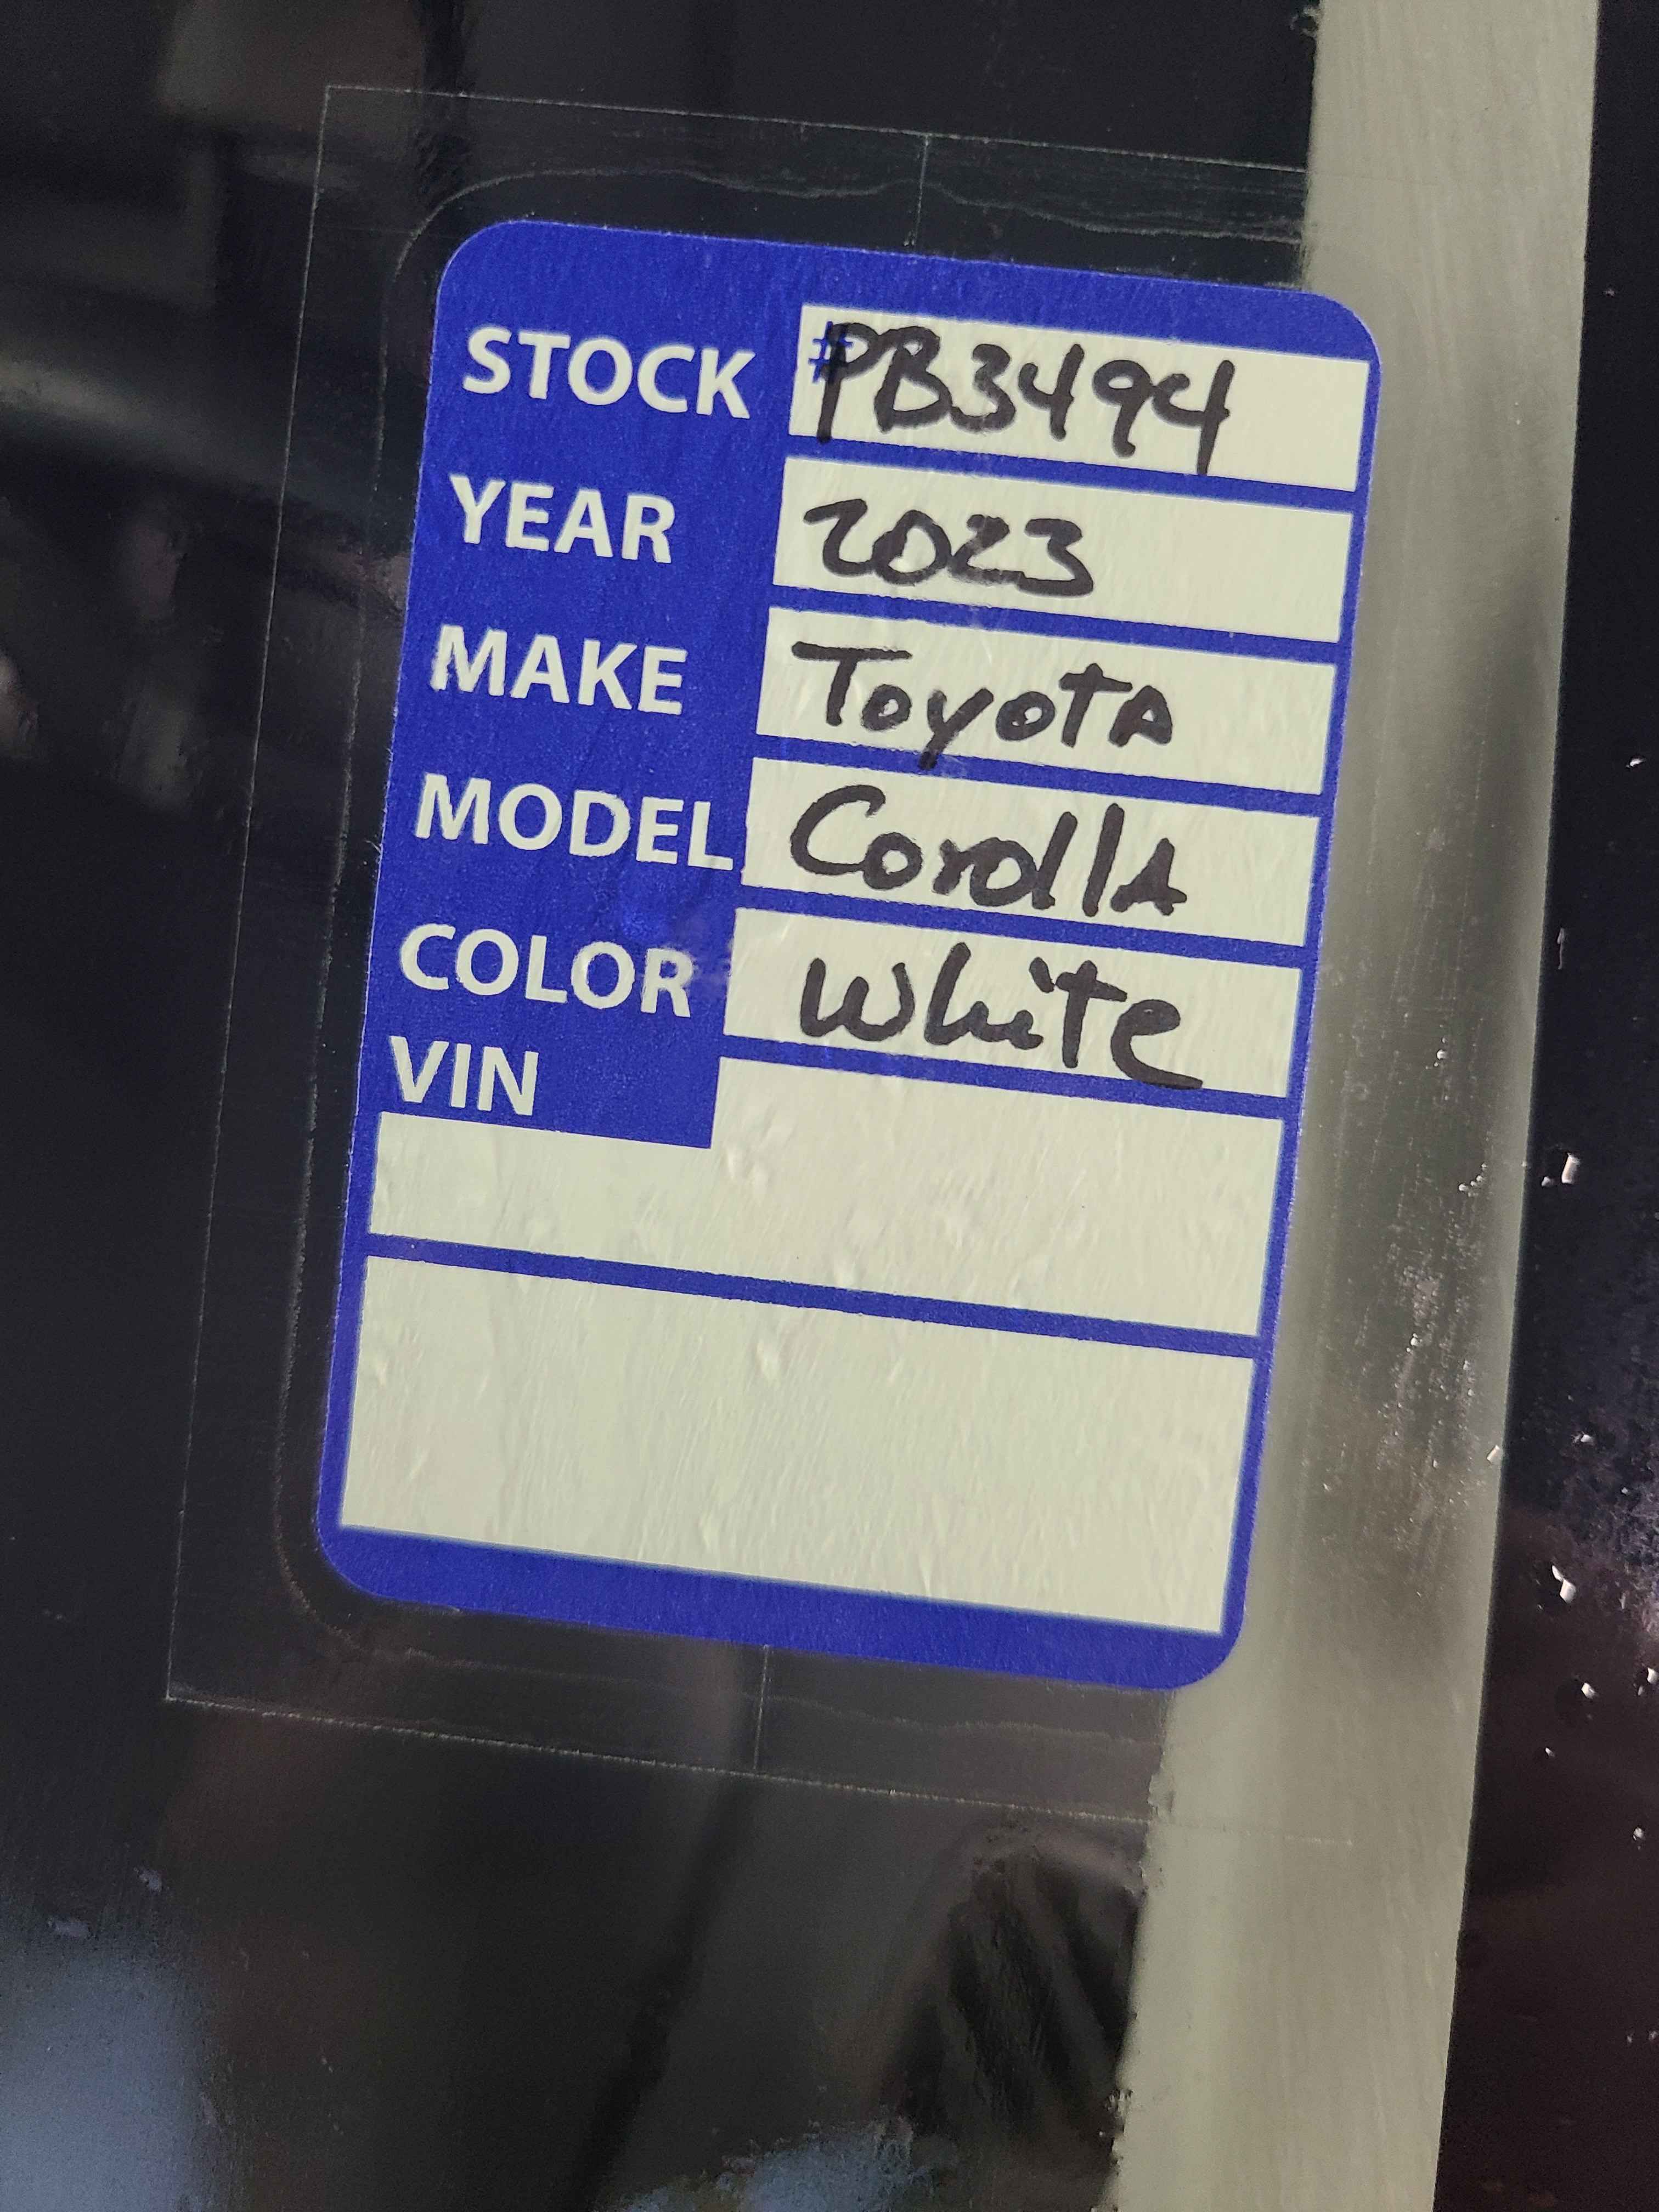 STOCK #PB3494
YEAR 2023
MAKE ToyotA
MODEL CorollA
COLOR White
VIN